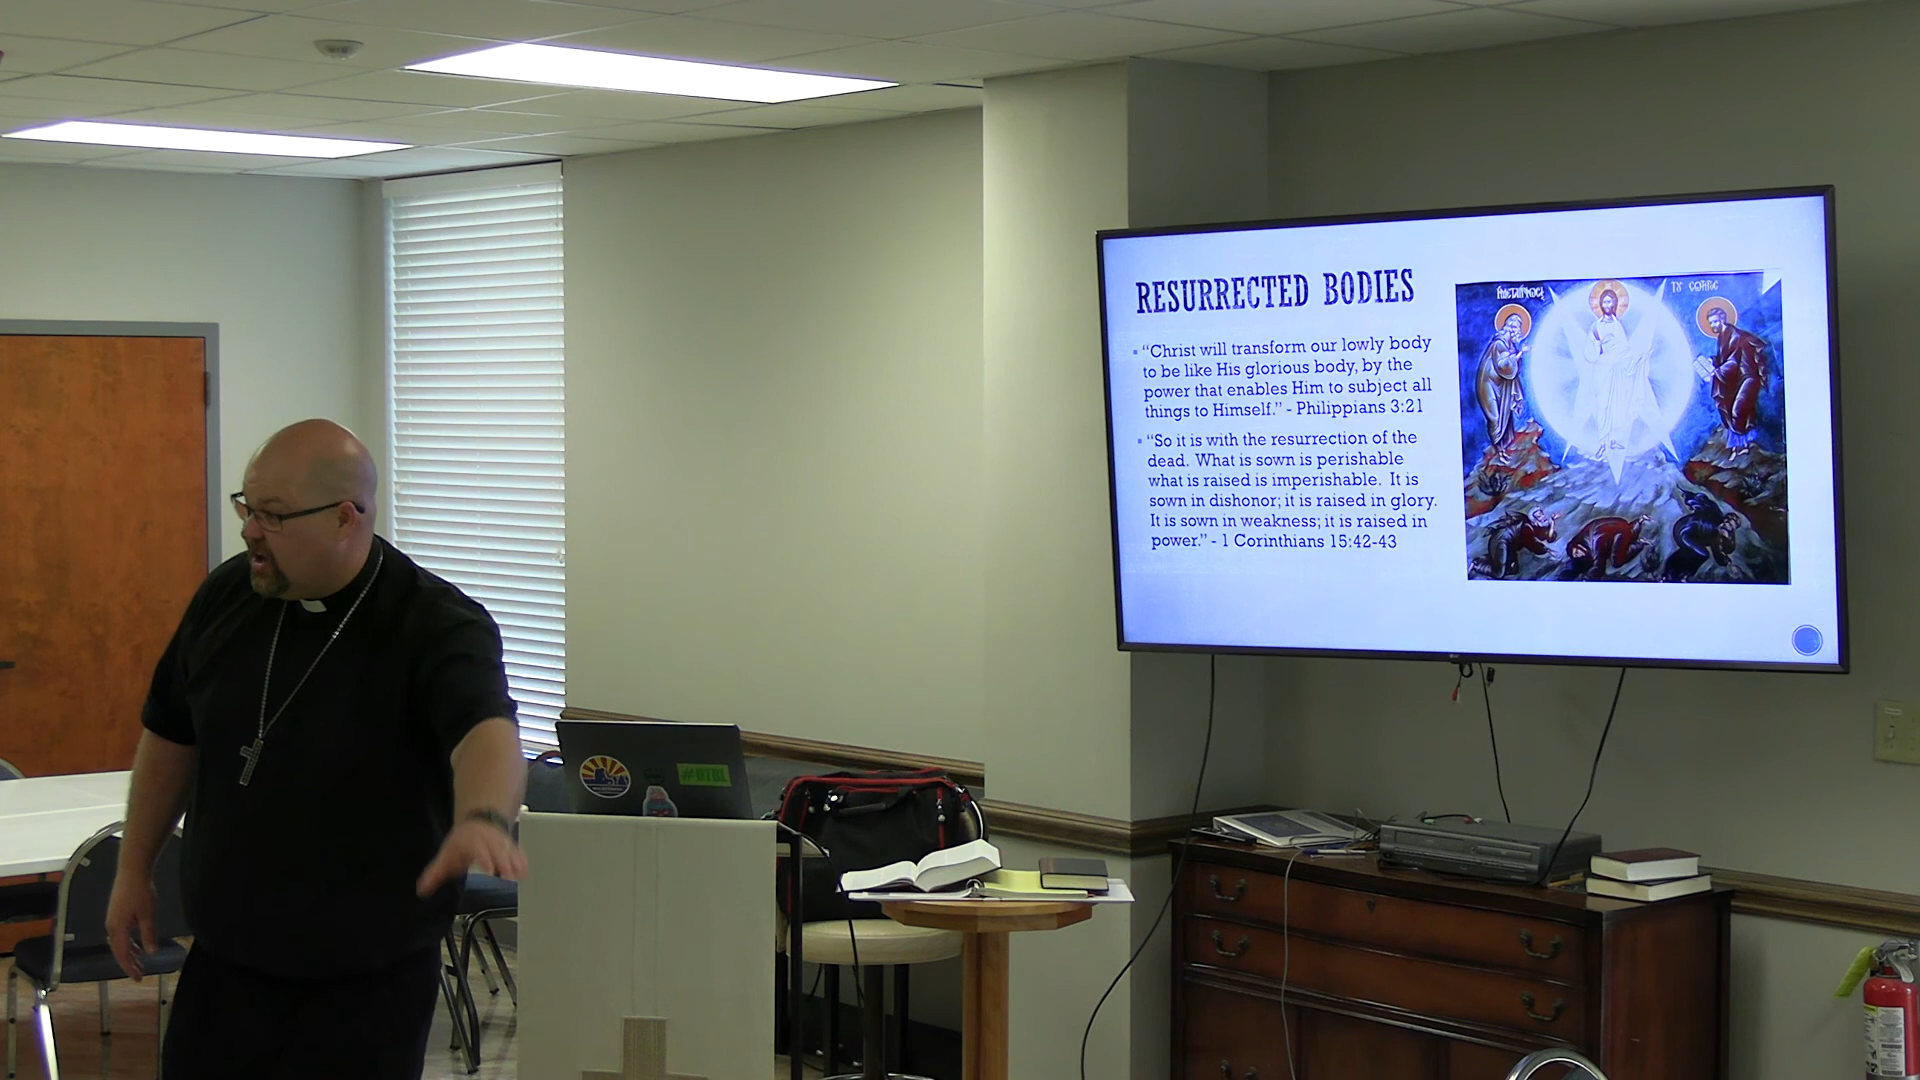 RESURRECTED BODIES
“Christ will transform our lowly body
to be like His glorious body, by the
power that enables Him to subject all
things to Himself.” - Philippians 3:21
“So it is with the resurrection of the
dead. What is sown is perishable
what is raised is imperishable. It is
sown in dishonor; it is raised in glory.
It is sown in weakness; it is raised in
power.” - 1 Corinthians 15:42-43